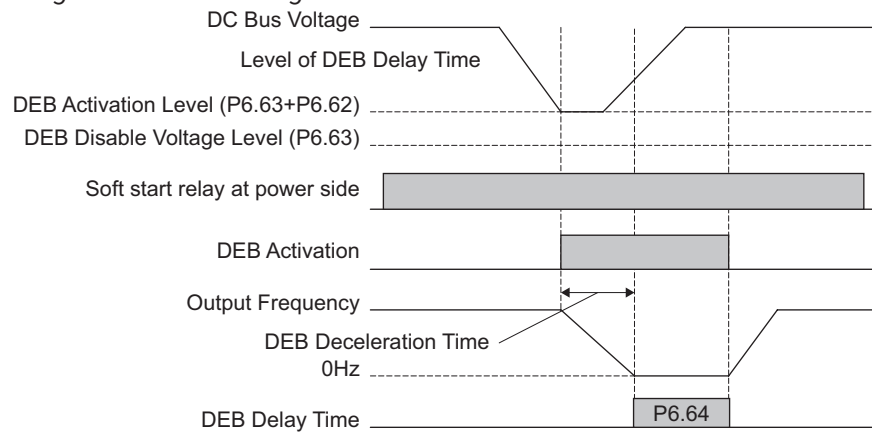 DC Bus Voltage
Level of DEB Delay Time
DEB Activation Level (P6.63+P6.62)
DEB Disable Voltage Level (P6.63)
Soft start relay at power side
DEB Activation
Output Frequency
DEB Deceleration Time
0Hz
DEB Delay Time
P6.64